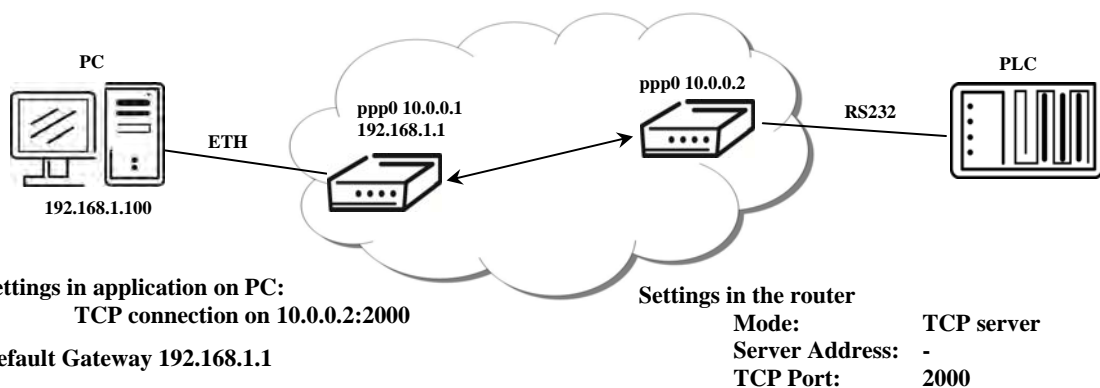 PC
PLC
ppp0 10.0.0.2
ppp0 10.0.0.1
192.168.1.1
RS232
ETH
192.168.1.100
ettings in application on PC:
TCP connection on 10.0.0.2:2000
efault Gateway 192.168.1.1
Settings in the router
Mode: TCP server
Server Address: -
TCP Port: 2000